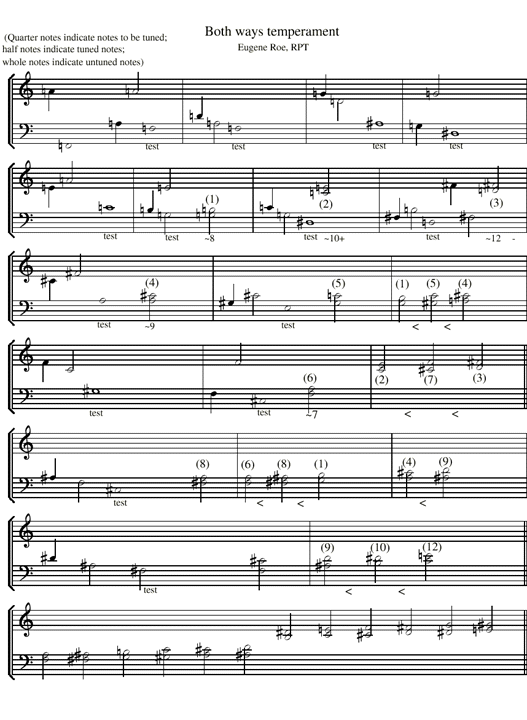 Both ways temperament
(Quarter notes indicate notes to be tuned;
half notes indicate tuned notes;
whole notes indicate untuned notes)
Eugene Roe, RPT
test test test
(1) (2) (3)
test test ~8 test ~10+ test ~12 -
(4) (5) (1) (5) (4)
test ~9 test < <
(6) (2) (7) (3)
test test ~7 < <
(8) (6) (8) (1) (4) (9)
test < < < <
(9) (10) (12)
test < <